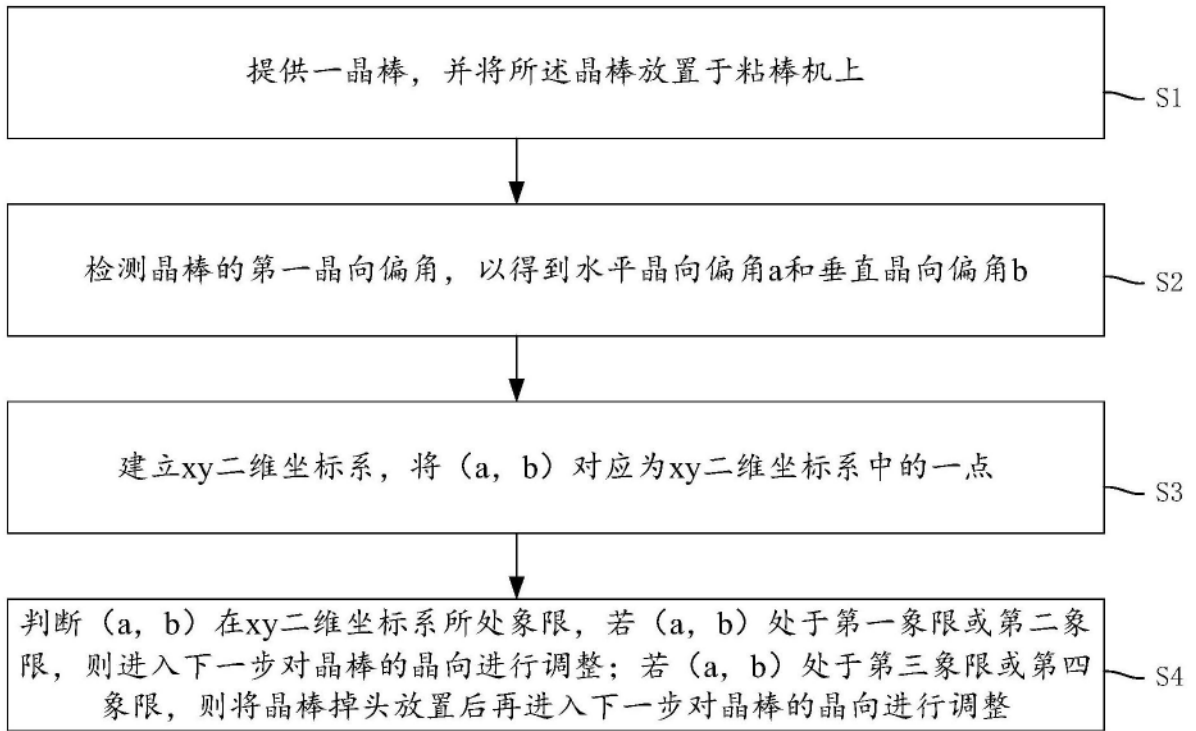 提供一晶棒，并将所述晶棒放置于粘棒机上
S1
检测晶棒的第一晶向偏角，以得到水平晶向偏角a和垂直晶向偏角b
S2
建立xy二维坐标系，将（a，b）对应为xy二维坐标系中的一点
S3
判断（a，b）在xy二维坐标系所处象限，若（a，b）处于第一象限或第二象
限，则进入下一步对晶棒的晶向进行调整；若（a，b）处于第三象限或第四
象限，则将晶棒掉头放置后再进入下一步对晶棒的晶向进行调整
S4